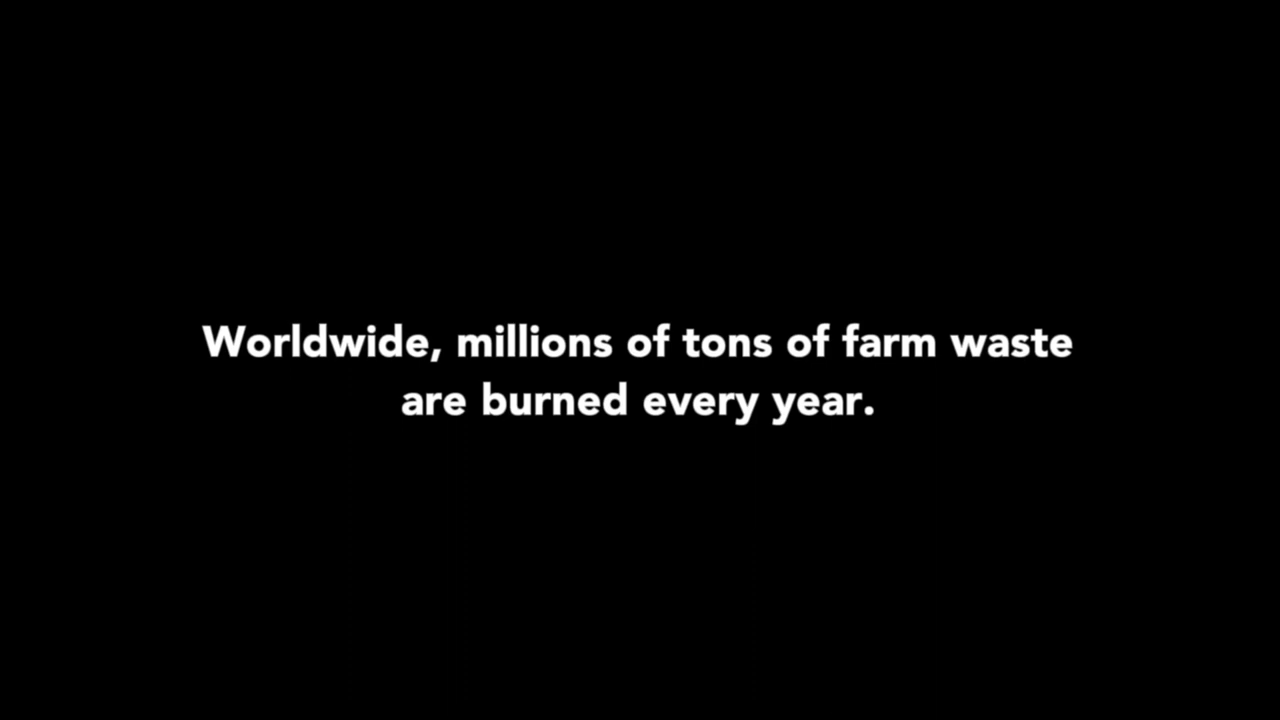 Worldwide, millions of tons of farm waste
are burned every year.